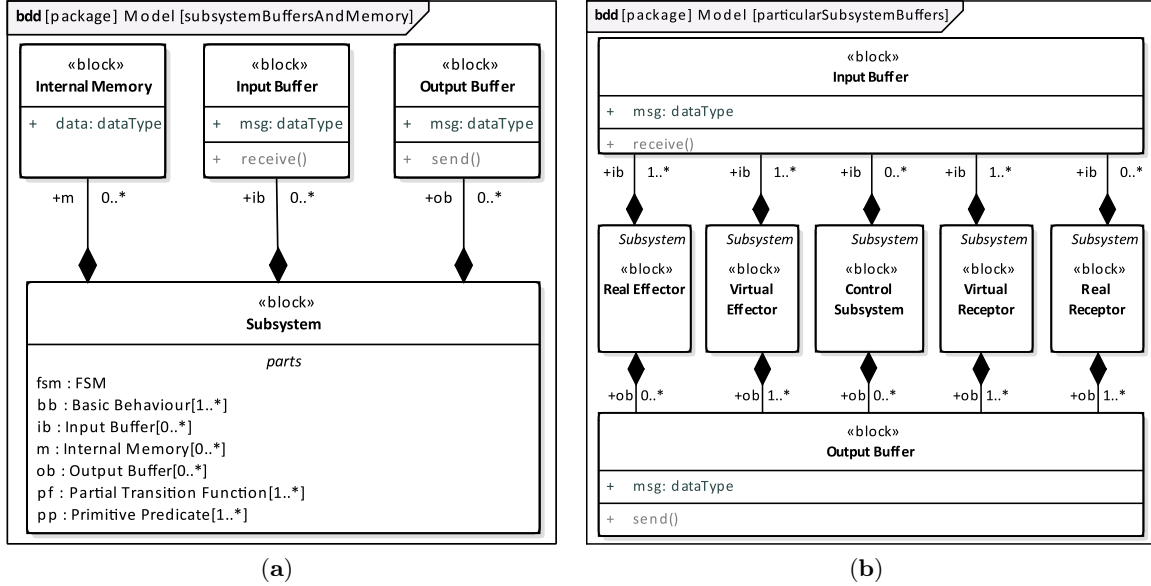 bdd [package] Model [subsystemBuffersAndMemory]
«block»
Internal Memory
+ data: dataType
«block»
Input Buffer
+ msg: dataType
+ receive()
«block»
Output Buffer
+ msg: dataType
+ send()
+m 0..*
+ib 0..*
+ob 0..*
«block»
Subsystem
parts
fsm : FSM
bb : Basic Behaviour[1..*]
ib : Input Buffer[0..*]
m : Internal Memory[0..*]
ob : Output Buffer[0..*]
pf : Partial Transition Function[1..*]
pp : Primitive Predicate[1..*]
(a)
bdd [package] Model [particularSubsystemBuffers]
«block»
Input Buffer
+ msg: dataType
+ receive()
+ib 1..*
+ib 1..*
+ib 0..*
+ib 1..*
+ib 0..*
Subsystem
«block»
Real Effector
Subsystem
«block»
Virtual
Effector
Subsystem
«block»
Control
Subsystem
Subsystem
«block»
Virtual
Receptor
Subsystem
«block»
Real
Receptor
+ob 0..*
+ob 1..*
+ob 0..*
+ob 1..*
+ob 1..*
«block»
Output Buffer
+ msg: dataType
+ send()
(b)